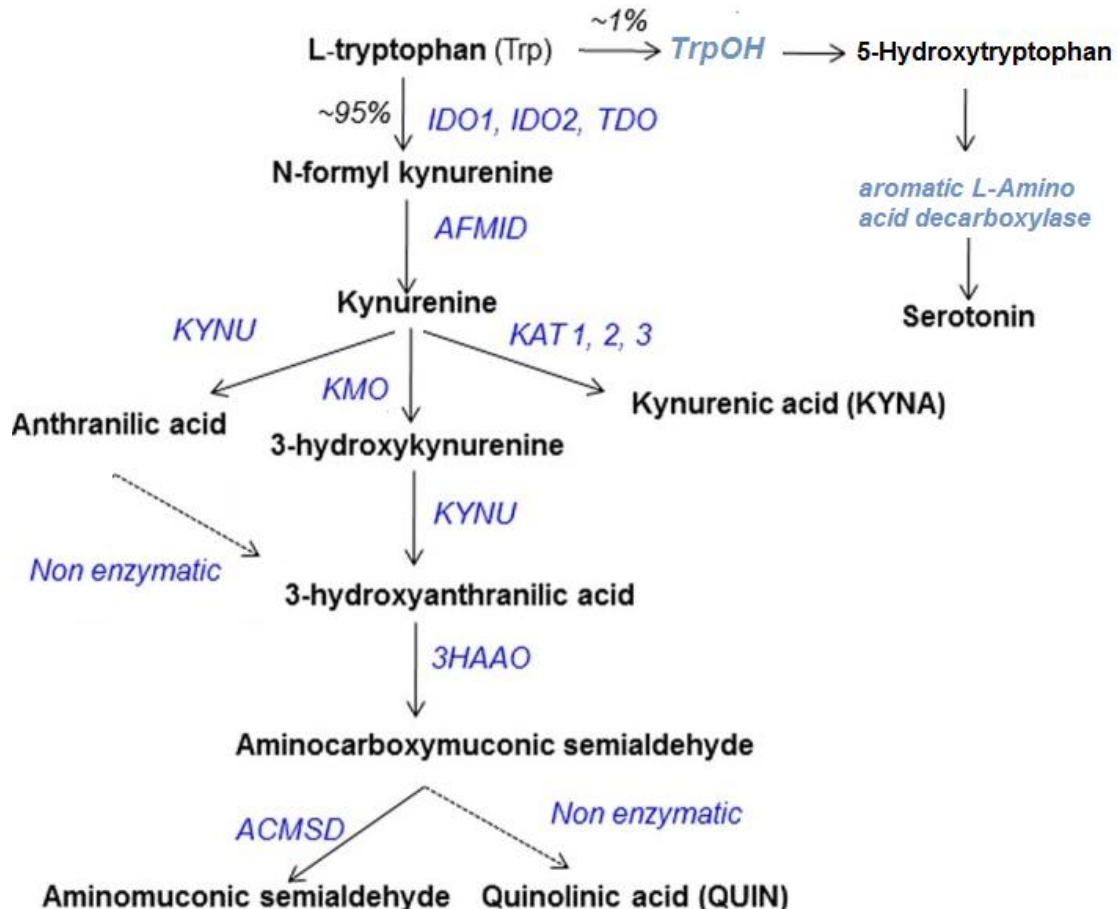 ~1%
L-tryptophan (Trp)
TrpOH
5-Hydroxytryptophan
~95%
IDO1, IDO2, TDO
N-formyl kynurenine
aromatic L-Amino
acid decarboxylase
AFMID
Kynurenine
Serotonin
KYNU
KAT 1, 2, 3
KMO
Kynurenic acid (KYNA)
Anthranilic acid
3-hydroxykynurenine
KYNU
Non enzymatic
3-hydroxyanthranilic acid
3HAAO
Aminocarboxymuconic semialdehyde
ACMSD
Non enzymatic
Aminomuconic semialdehyde
Quinolinic acid (QUIN)